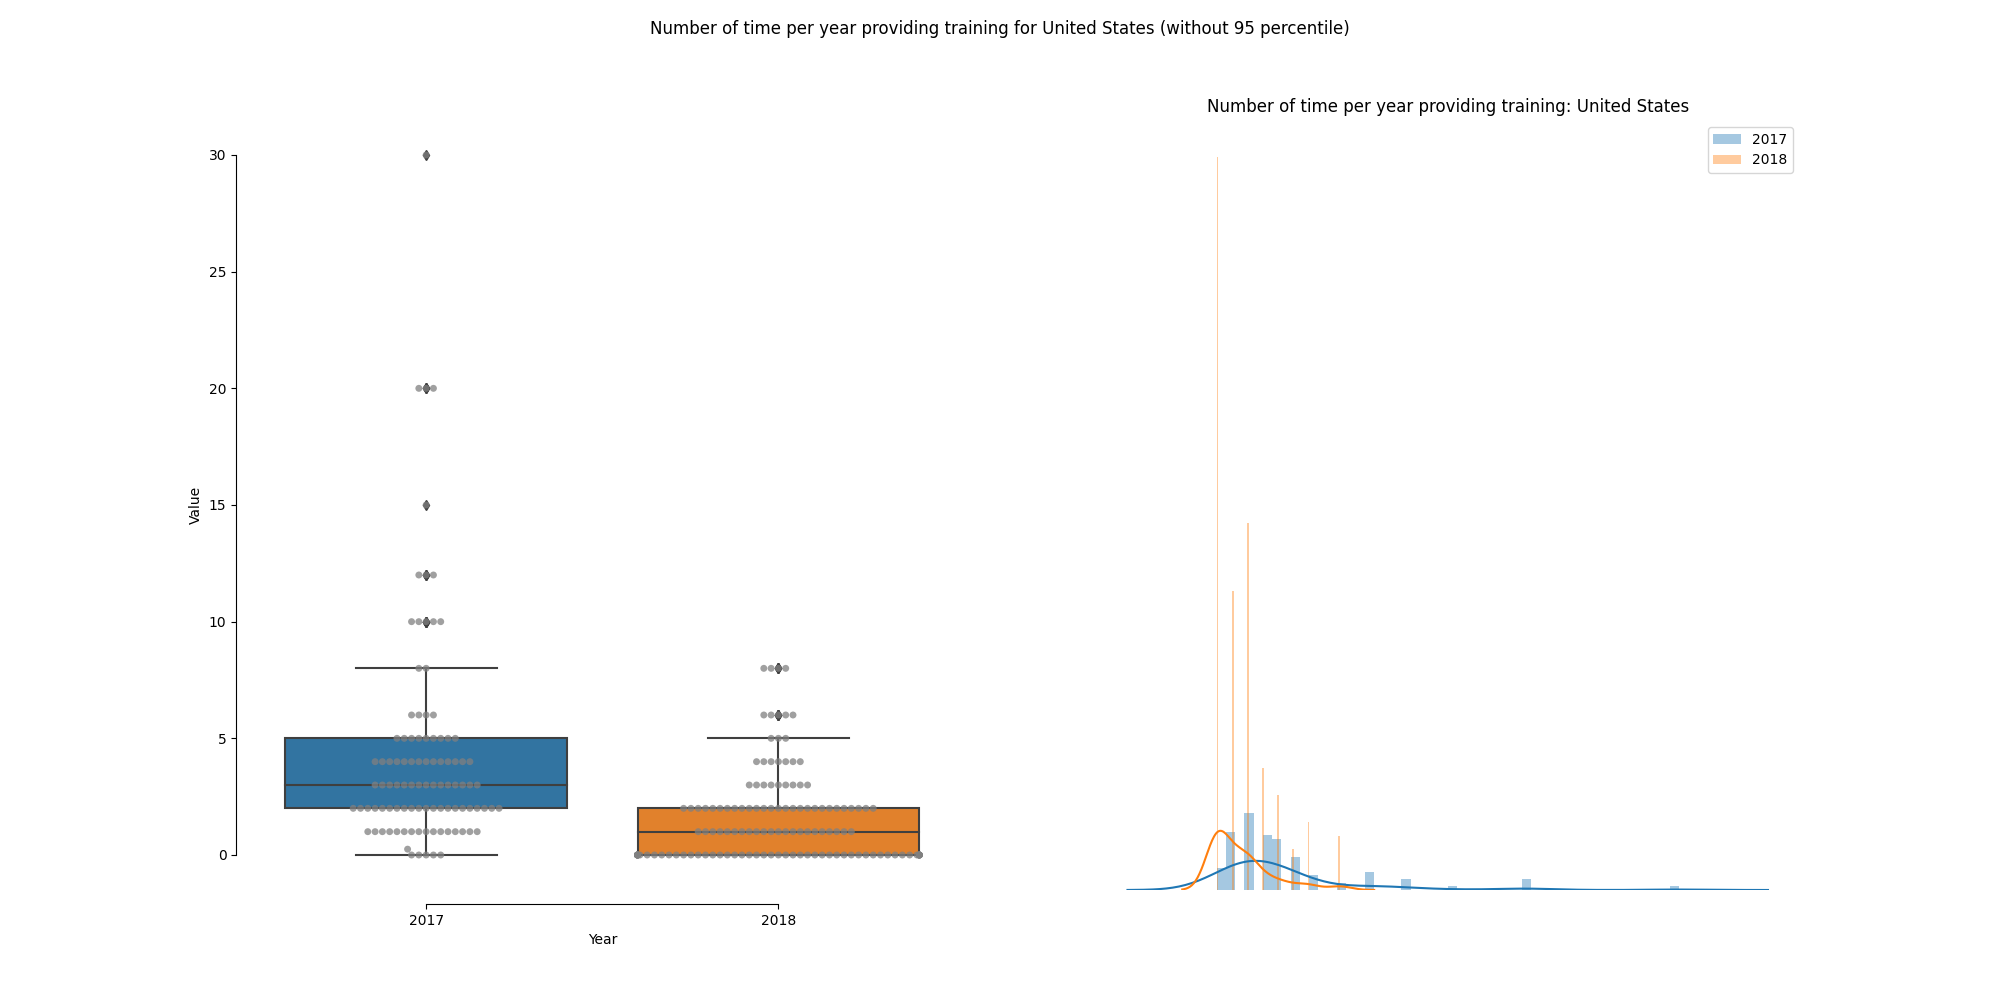 Number of time per year providing training for United States (without 95 percentile)
Number of time per year providing training: United States
2017
2018
30
25
20
15
10
5
0
Value
2017
2018
Year